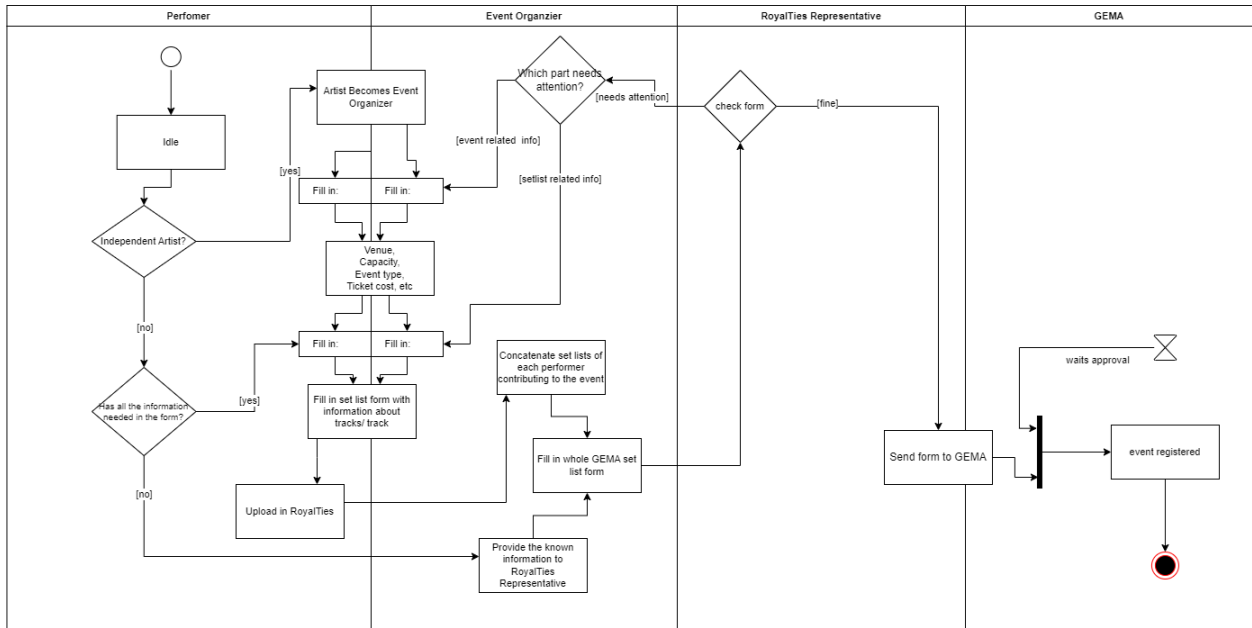 Perfomer
Event Organzier
RoyalTies Representative
GEMA
Which part needs
attention?
[needs attention]
check form
[fine]
Artist Becomes Event
Organizer
Idle
[event related  info]
[yes]
[setlist related info]
Fill in:
Fill in:
Independent Artist?
Venue,
Capacity,
Event type,
Ticket cost, etc
[no]
Fill in:
Fill in:
Concatenate set lists of
each performer
contributing to the event
waits approval
Has all the information
needed in the form?
[yes]
Fill in set list form with
information about
tracks/ track
Fill in whole GEMA set
list form
Send form to GEMA
event registered
[no]
Upload in RoyalTies
Provide the known
information to
RoyalTies
Representative